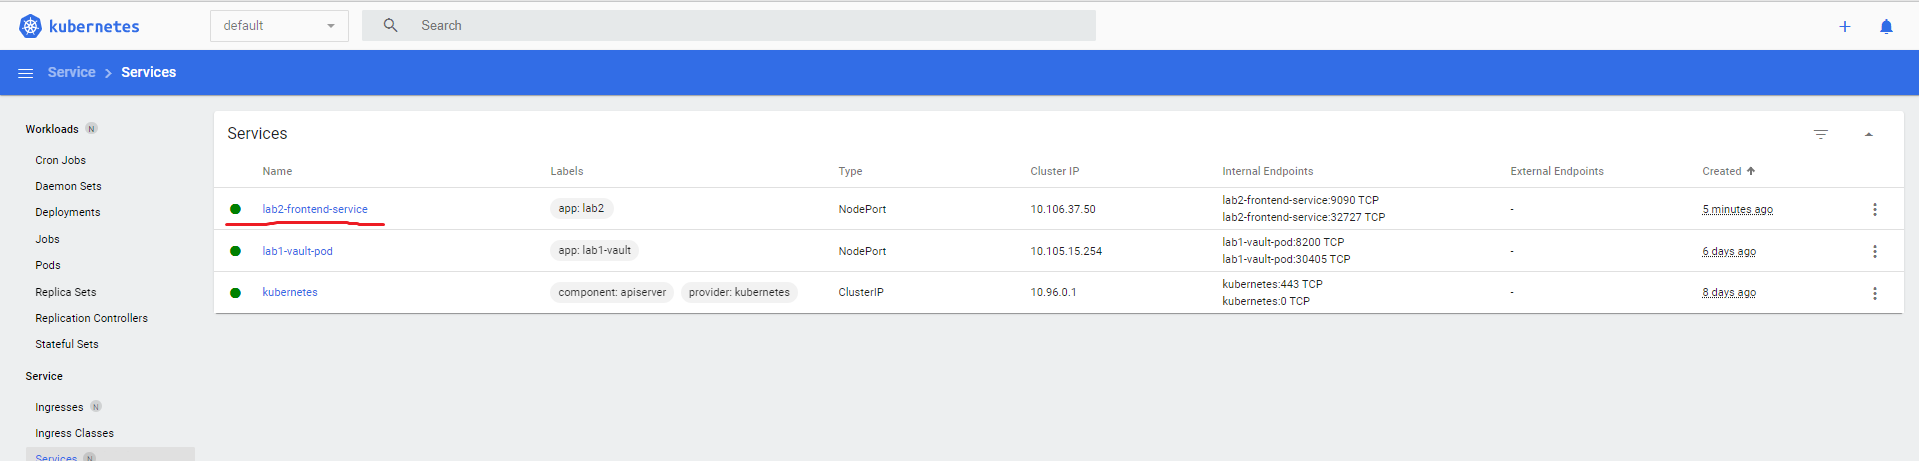 kubernetes
default
Search
Service > Services
Workloads N
Cron Jobs
Daemon Sets
Deployments
Jobs
Pods
Replica Sets
Replication Controllers
Stateful Sets
Service
Ingresses N
Ingress Classes
Services N
Services
Name Labels Type Cluster IP Internal Endpoints External Endpoints Created
lab2-frontend-service app: lab2 NodePort 10.106.37.50 lab2-frontend-service:9090 TCP - 5 minutes ago
lab2-frontend-service:32727 TCP
lab1-vault-pod app: lab1-vault NodePort 10.105.15.254 lab1-vault-pod:8200 TCP - 6 days ago
lab1-vault-pod:30405 TCP
kubernetes component: apiserver provider: kubernetes ClusterIP 10.96.0.1 kubernetes:443 TCP - 8 days ago
kubernetes:0 TCP